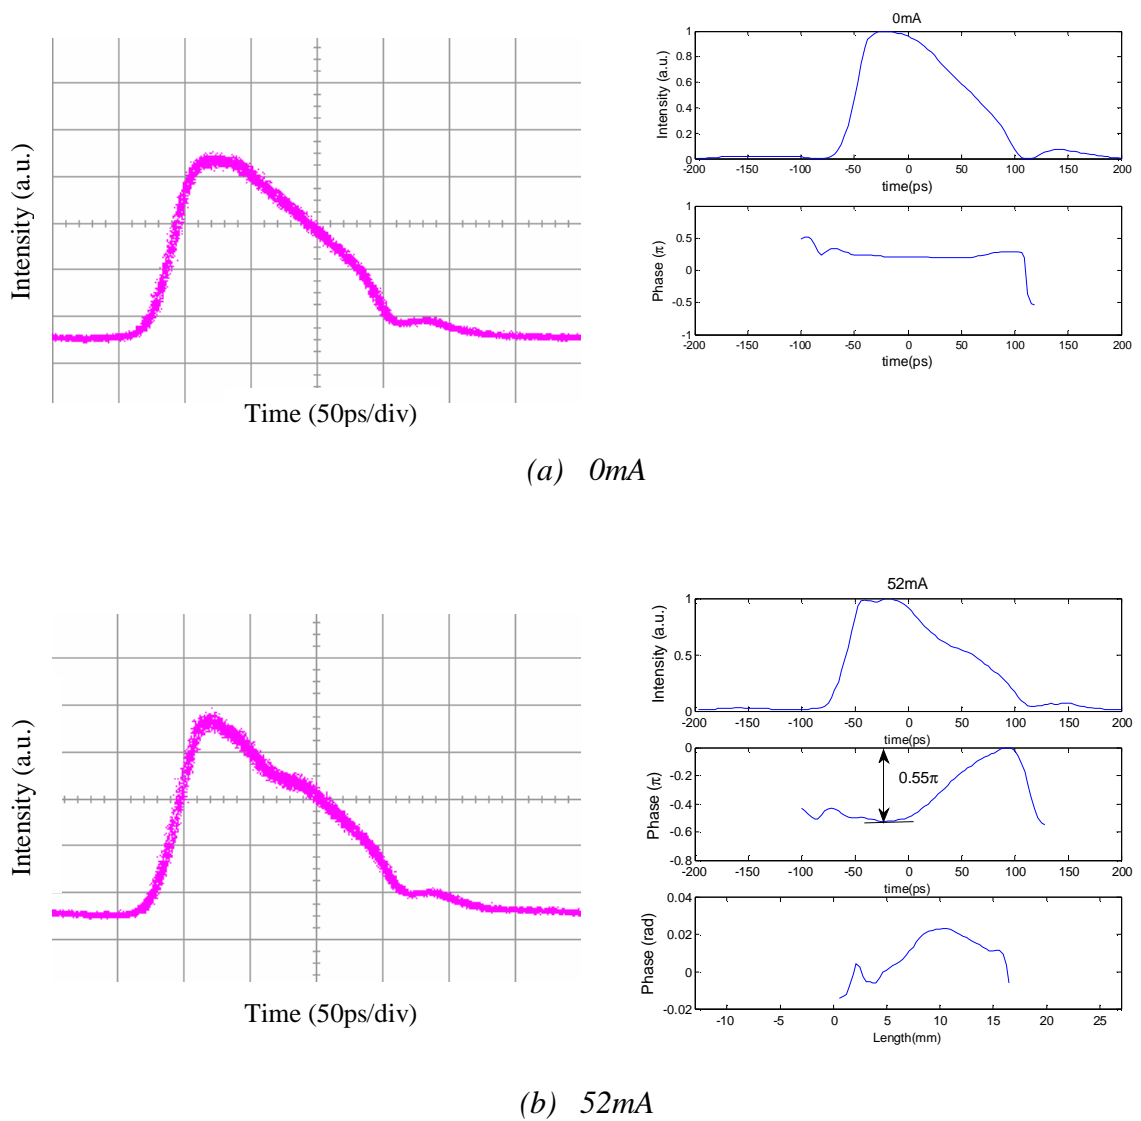 Intensity (a.u.)
Time (50ps/div)
0mA
Intensity (a.u.)
1
0.8
0.6
0.4
0.2
0
-200 -150 -100 -50 0 50 100 150 200
time(ps)
Phase (π)
1
0.5
0
-0.5
-1
-200 -150 -100 -50 0 50 100 150 200
time(ps)
(a) 0mA
Intensity (a.u.)
Time (50ps/div)
52mA
Intensity (a.u.)
1
0.5
0
-200 -150 -100 -50 0 50 100 150 200
time(ps)
Phase (π)
0
-0.2
-0.4
-0.6
-0.8
0.55π
-200 -150 -100 -50 0 50 100 150 200
time(ps)
Phase (rad)
0.04
0.02
0
-0.02
-10 -5 0 5 10 15 20 25
Length(mm)
(b) 52mA